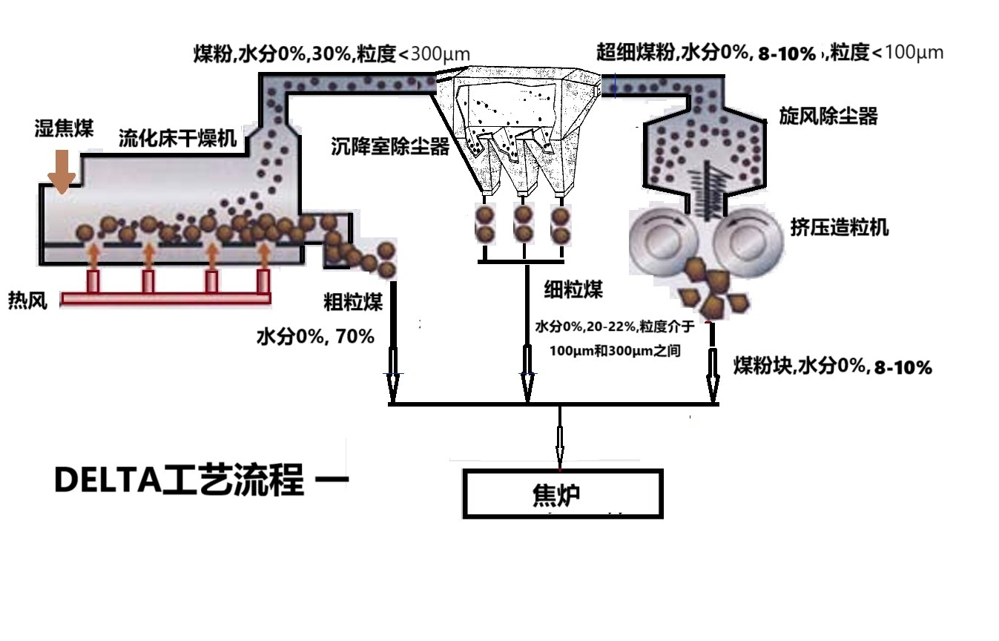 煤粉,水分0%,30%,粒度<300μm
超细煤粉,水分0%, 8-10% ,粒度<100μm
旋风除尘器
湿焦煤
流化床干燥机
沉降室除尘器
挤压造粒机
热风
粗粒煤
水分0%, 70%
细粒煤
水分0%,20-22%,粒度介于
100μm和300μm之间
煤粉块,水分0%, 8-10%
DELTA工艺流程 一
焦炉